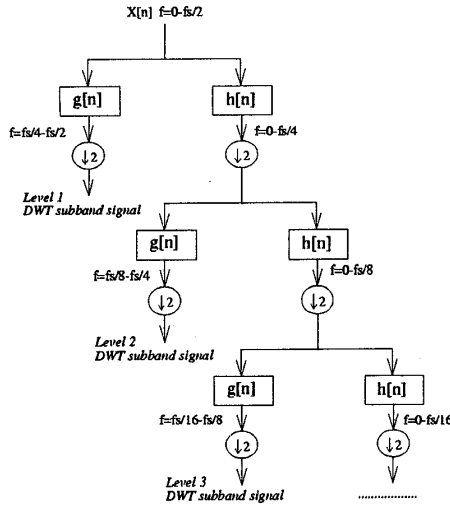 X[n] f=0-fs/2
g[n] h[n]
f=fs/4-fs/2 f=0-fs/4
↓2 ↓2
Level 1
DWT subband signal
g[n] h[n]
f=fs/8-fs/4 f=0-fs/8
↓2 ↓2
Level 2
DWT subband signal
g[n] h[n]
f=fs/16-fs/8 f=0-fs/16
↓2 ↓2
Level 3
DWT subband signal ................